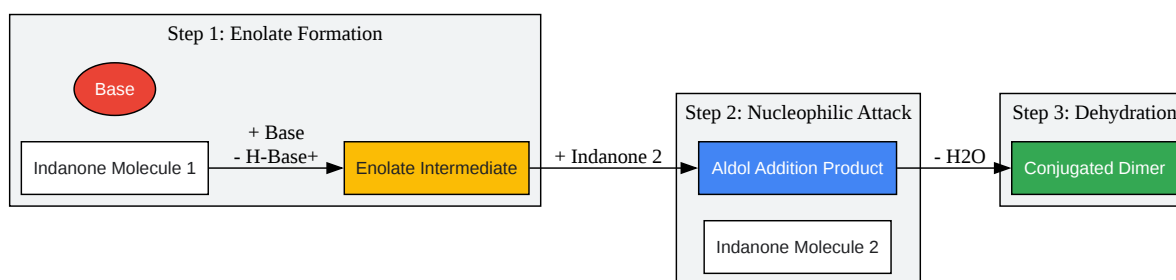 Step 1: Enolate Formation
Base
Indanone Molecule 1
+ Base
- H-Base+
Enolate Intermediate
+ Indanone 2
Step 2: Nucleophilic Attack
Aldol Addition Product
Indanone Molecule 2
- H2O
Step 3: Dehydration
Conjugated Dimer